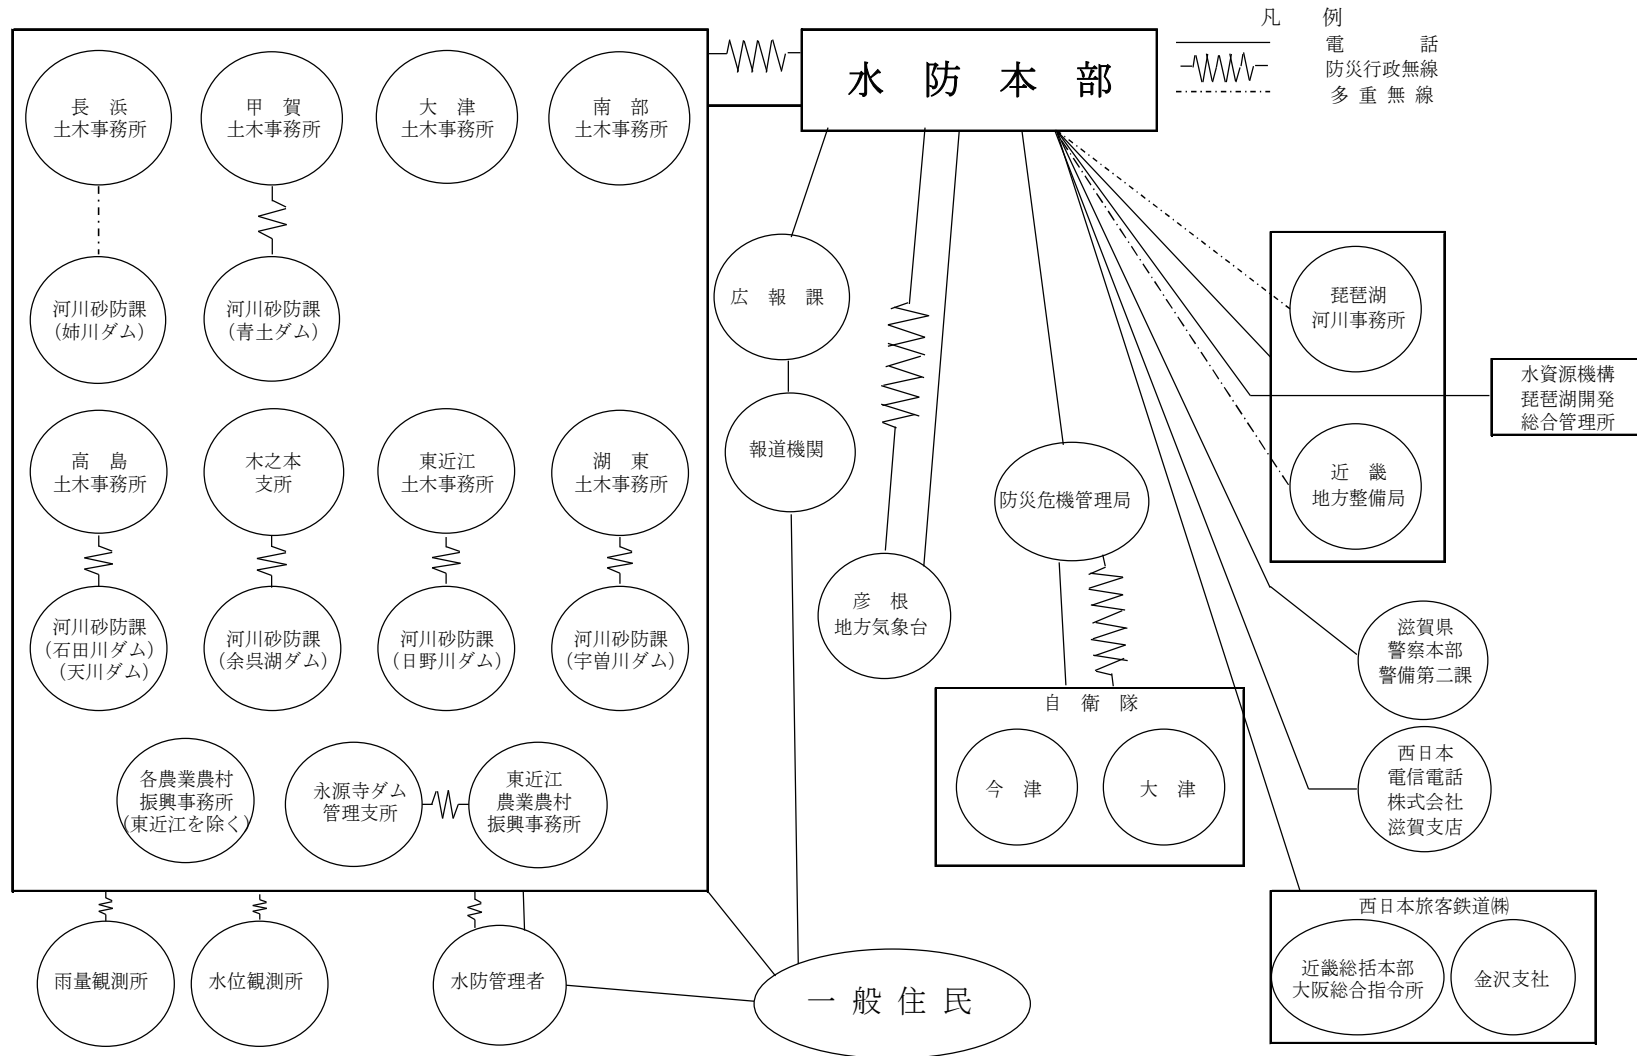 凡　例
電　話
防災行政無線
多 重 無 線
水 防 本 部
長　浜
土木事務所
甲　賀
土木事務所
大　津
土木事務所
南　部
土木事務所
河川砂防課
(姉川ダム)
河川砂防課
(青土ダム)
広　報　課
琵琶湖
河川事務所
水資源機構
琵琶湖開発
総合管理所
高　島
土木事務所
木之本
支所
東近江
土木事務所
湖　東
土木事務所
報道機関
防災危機管理局
近　畿
地方整備局
河川砂防課
(石田川ダム)
(天川ダム)
河川砂防課
(余呉湖ダム)
河川砂防課
(日野川ダム)
河川砂防課
(宇曽川ダム)
彦　根
地方気象台
滋賀県
警察本部
警備第二課
自　衛　隊
今　津
大　津
西日本
電信電話
株式会社
滋賀支店
各農業農村
振興事務所
(東近江を除く)
永源寺ダム
管理支所
東近江
農業農村
振興事務所
西日本旅客鉄道㈱
近畿総括本部
大阪総合指令所
金沢支社
雨量観測所
水位観測所
水防管理者
一 般 住 民